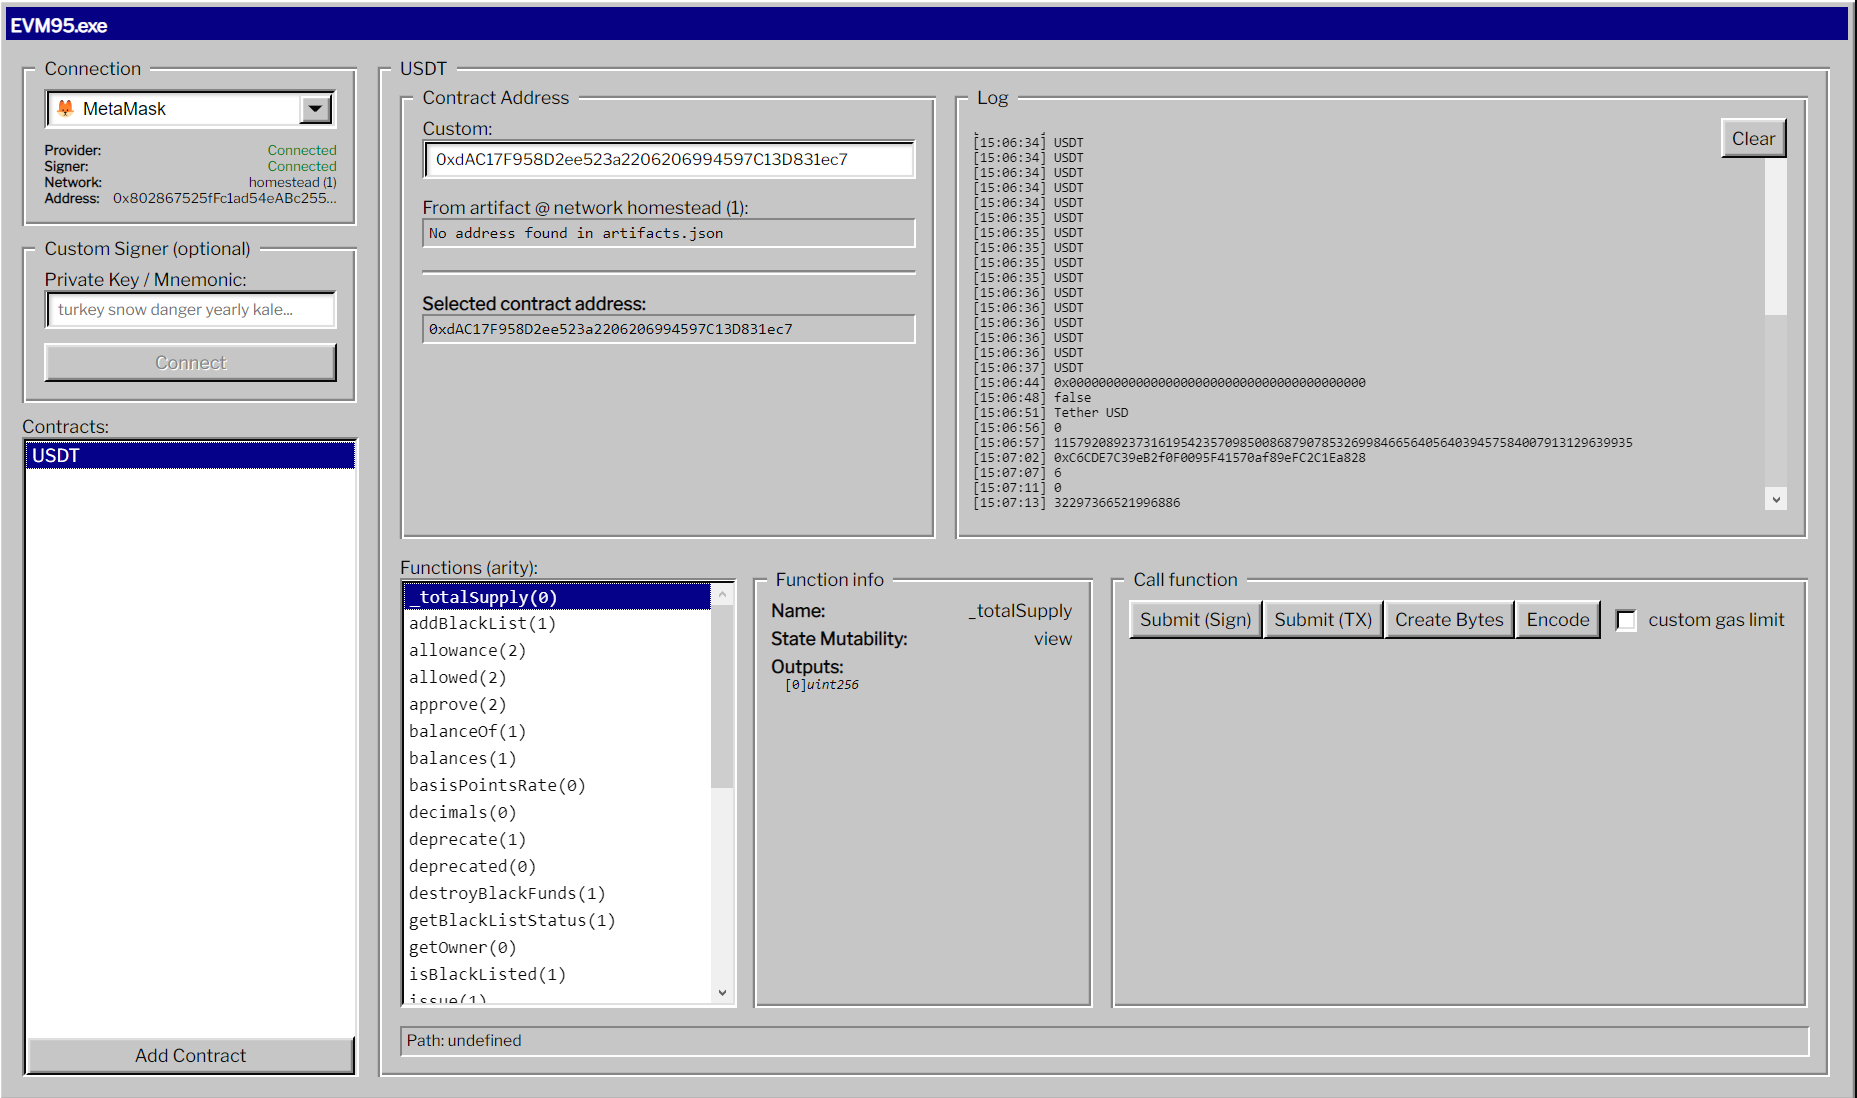 EVM95.exe
Connection
MetaMask
Provider: Connected
Signer: Connected
Network: homestead (1)
Address: 0x802867525fFc1ad54eABc255...
Custom Signer (optional)
Private Key / Mnemonic:
turkey snow danger yearly kale...
Connect
Contracts:
USDT
Add Contract
USDT
Contract Address
Custom:
0xdAC17F958D2ee523a2206206994597C13D831ec7
From artifact @ network homestead (1):
No address found in artifacts.json
Selected contract address:
0xdAC17F958D2ee523a2206206994597C13D831ec7
Log
Clear
[15:06:34] USDT
[15:06:34] USDT
[15:06:34] USDT
[15:06:34] USDT
[15:06:34] USDT
[15:06:35] USDT
[15:06:35] USDT
[15:06:35] USDT
[15:06:35] USDT
[15:06:35] USDT
[15:06:36] USDT
[15:06:36] USDT
[15:06:36] USDT
[15:06:36] USDT
[15:06:36] USDT
[15:06:37] USDT
[15:06:44] 0x0000000000000000000000000000000000000000
[15:06:48] false
[15:06:51] Tether USD
[15:06:56] 0
[15:06:57] 115792089237316195423570985008687907853269984665640564039457584007913129639935
[15:07:02] 0xC6CDE7C39eB2f0F0095F41570af89eFC2C1Ea828
[15:07:07] 6
[15:07:11] 0
[15:07:13] 32297366521996886
Functions (arity):
_totalSupply(0)
addBlackList(1)
allowance(2)
allowed(2)
approve(2)
balanceOf(1)
balances(1)
basisPointsRate(0)
decimals(0)
deprecate(1)
deprecated(0)
destroyBlackFunds(1)
getBlackListStatus(1)
getOwner(0)
isBlackListed(1)
issue(1)
Function info
Name: _totalSupply
State Mutability: view
Outputs:
[0]uint256
Call function
Submit (Sign) Submit (TX) Create Bytes Encode custom gas limit
Path: undefined